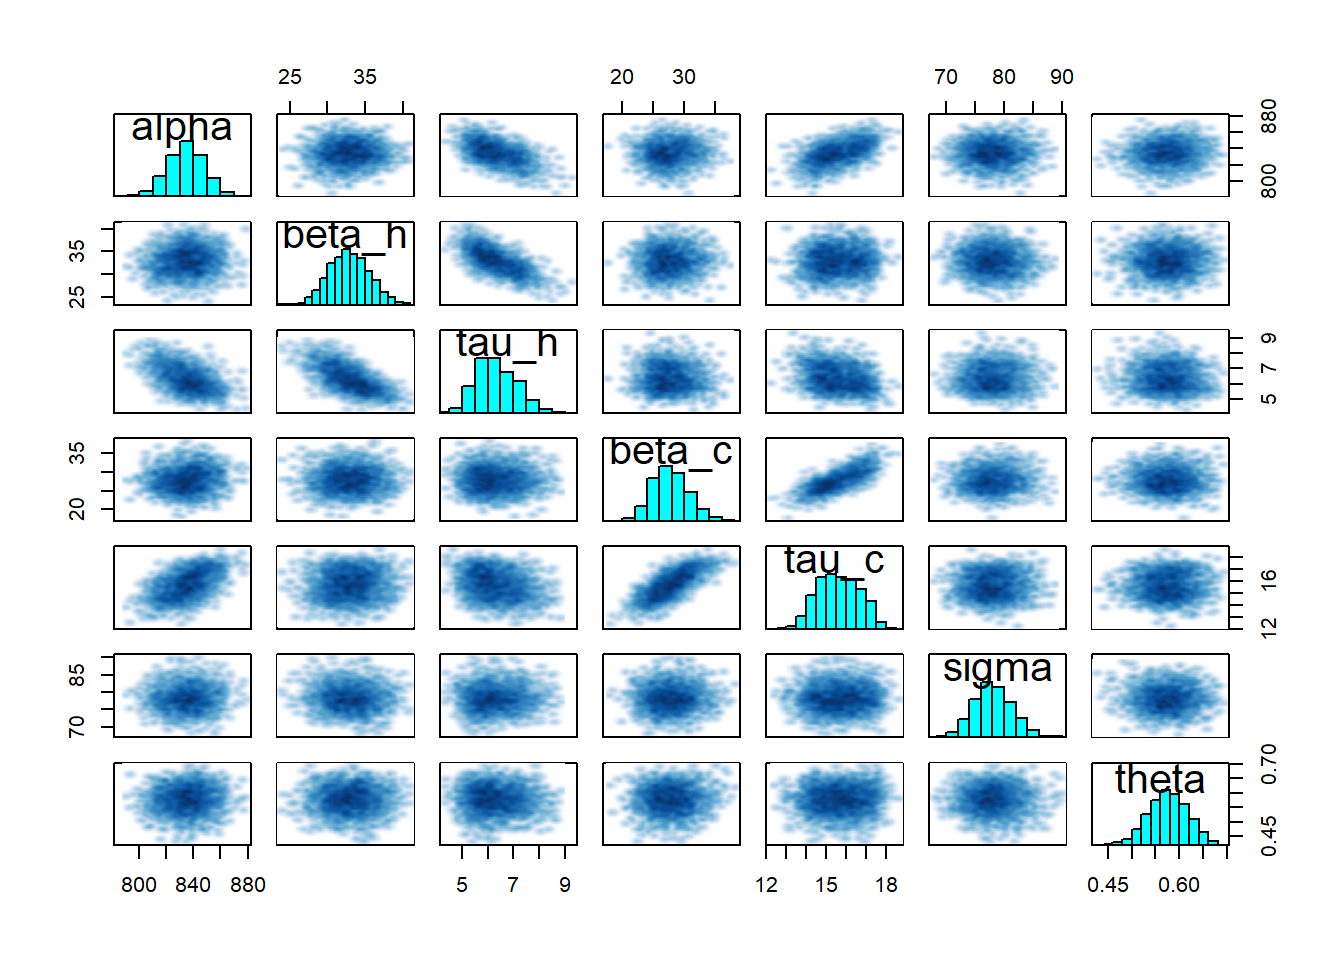 25 35 20 30 70 80 90
alpha 800 880
25 35 beta_h
tau_h 5 7 9
20 35 beta_c
tau_c 12 16
70 85 sigma
theta 0.45 0.70
800 840 880 5 7 9 12 15 18 0.45 0.60